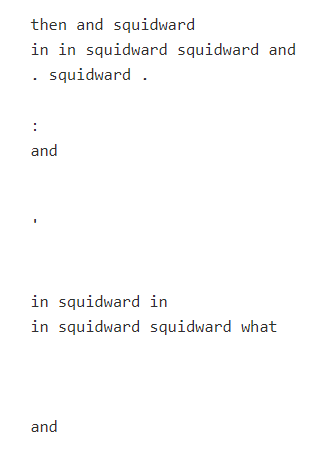 then and squidward
in in squidward squidward and
. squidward .
:
and
'
in squidward in
in squidward squidward what
and